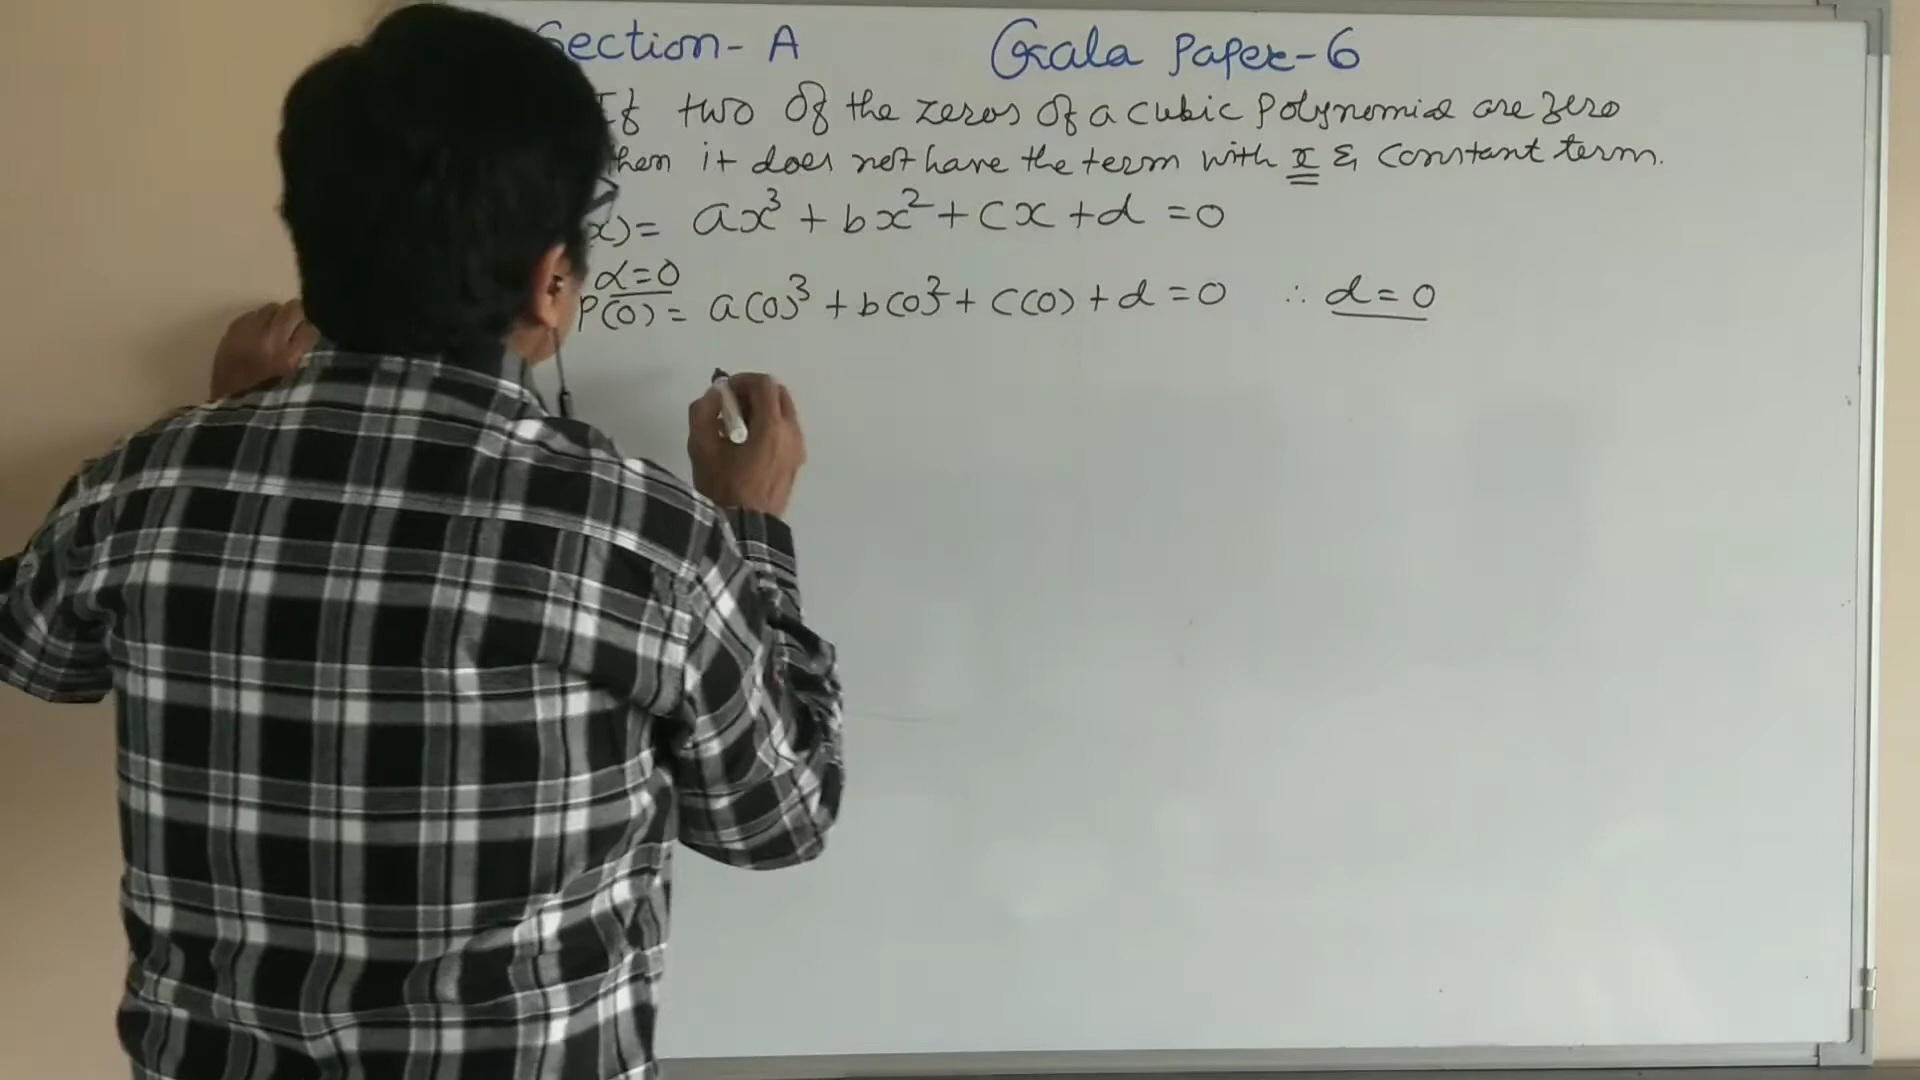 Section- A Gala Paper-6
If two of the zeros of a cubic Polynomial are zero
then it does not have the term with x & constant term.
(x) = ax³ + bx² + cx + d = 0
α=0
P(0) = a(0)³ + b(0)² + c(0) + d = 0 ∴ d = 0